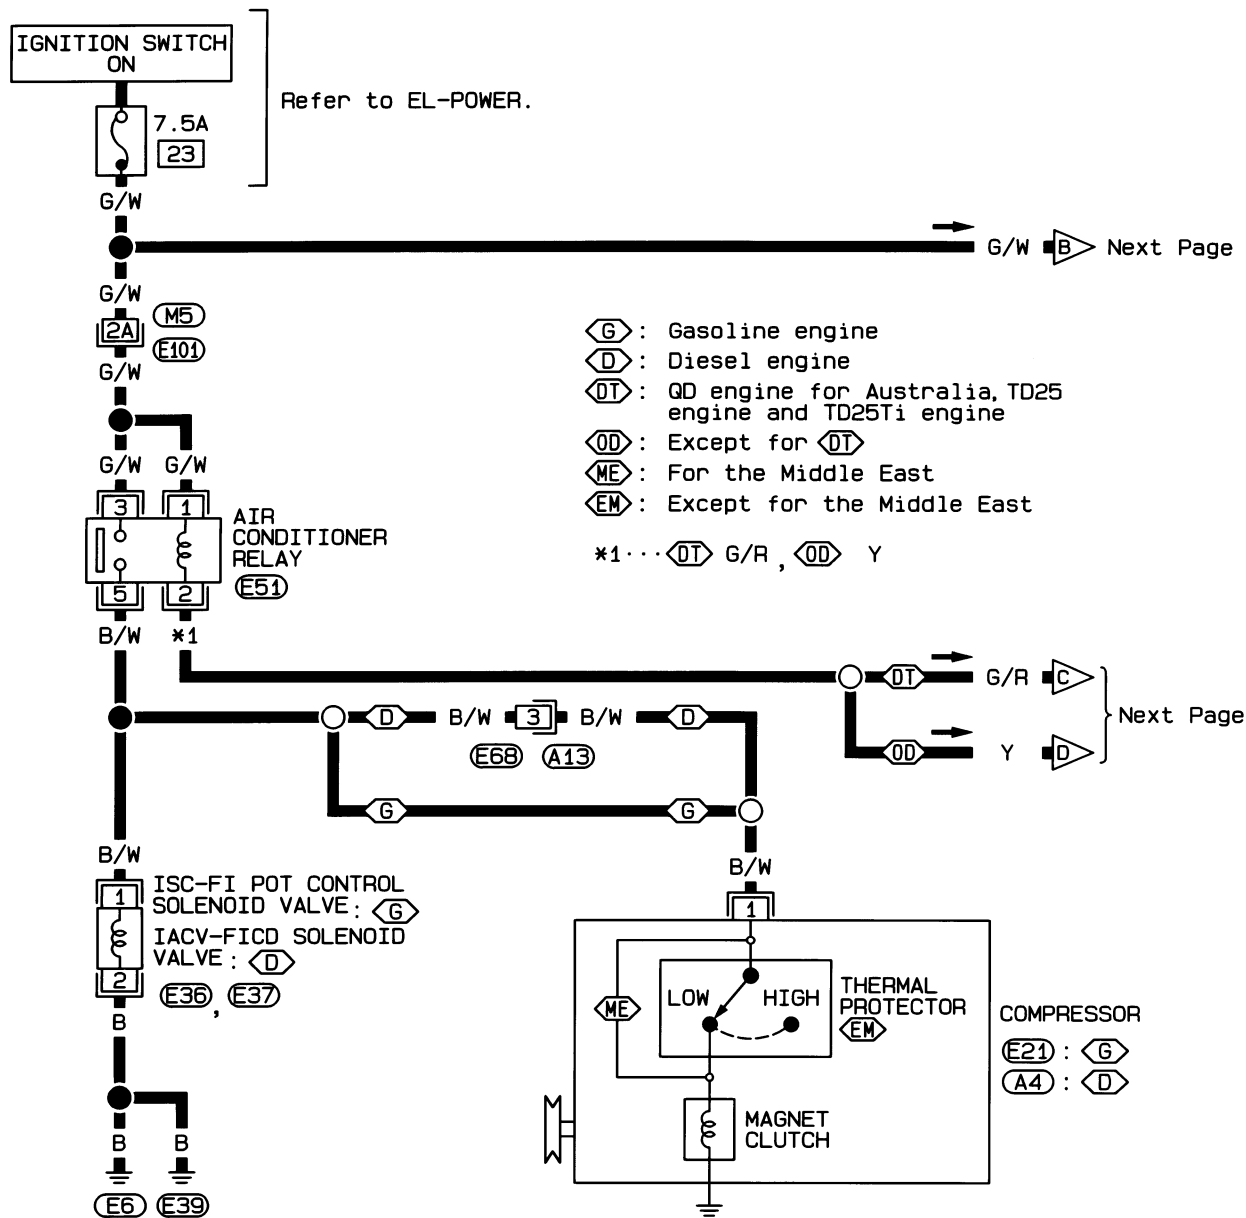 IGNITION SWITCH
ON
Refer to EL-POWER.
7.5A
23
G/W
G/W B Next Page
G/W
M5
2A
E101
G/W
G : Gasoline engine
D : Diesel engine
DT : QD engine for Australia, TD25
engine and TD25Ti engine
OD : Except for DT
ME : For the Middle East
EM : Except for the Middle East
*1 ··· DT G/R , OD Y
G/W G/W
3 1
AIR
CONDITIONER
RELAY
E51
5 2
B/W *1
DT G/R C
Next Page
OD Y D
D B/W 3 B/W D
E68 A13
G G
B/W
B/W
1
ISC-FI POT CONTROL
SOLENOID VALVE : G
IACV-FICD SOLENOID
VALVE : D
2
E36 , E37
B
B B
E6 E39
1
ME
LOW HIGH
THERMAL
PROTECTOR
EM
COMPRESSOR
E21 : G
A4 : D
MAGNET
CLUTCH